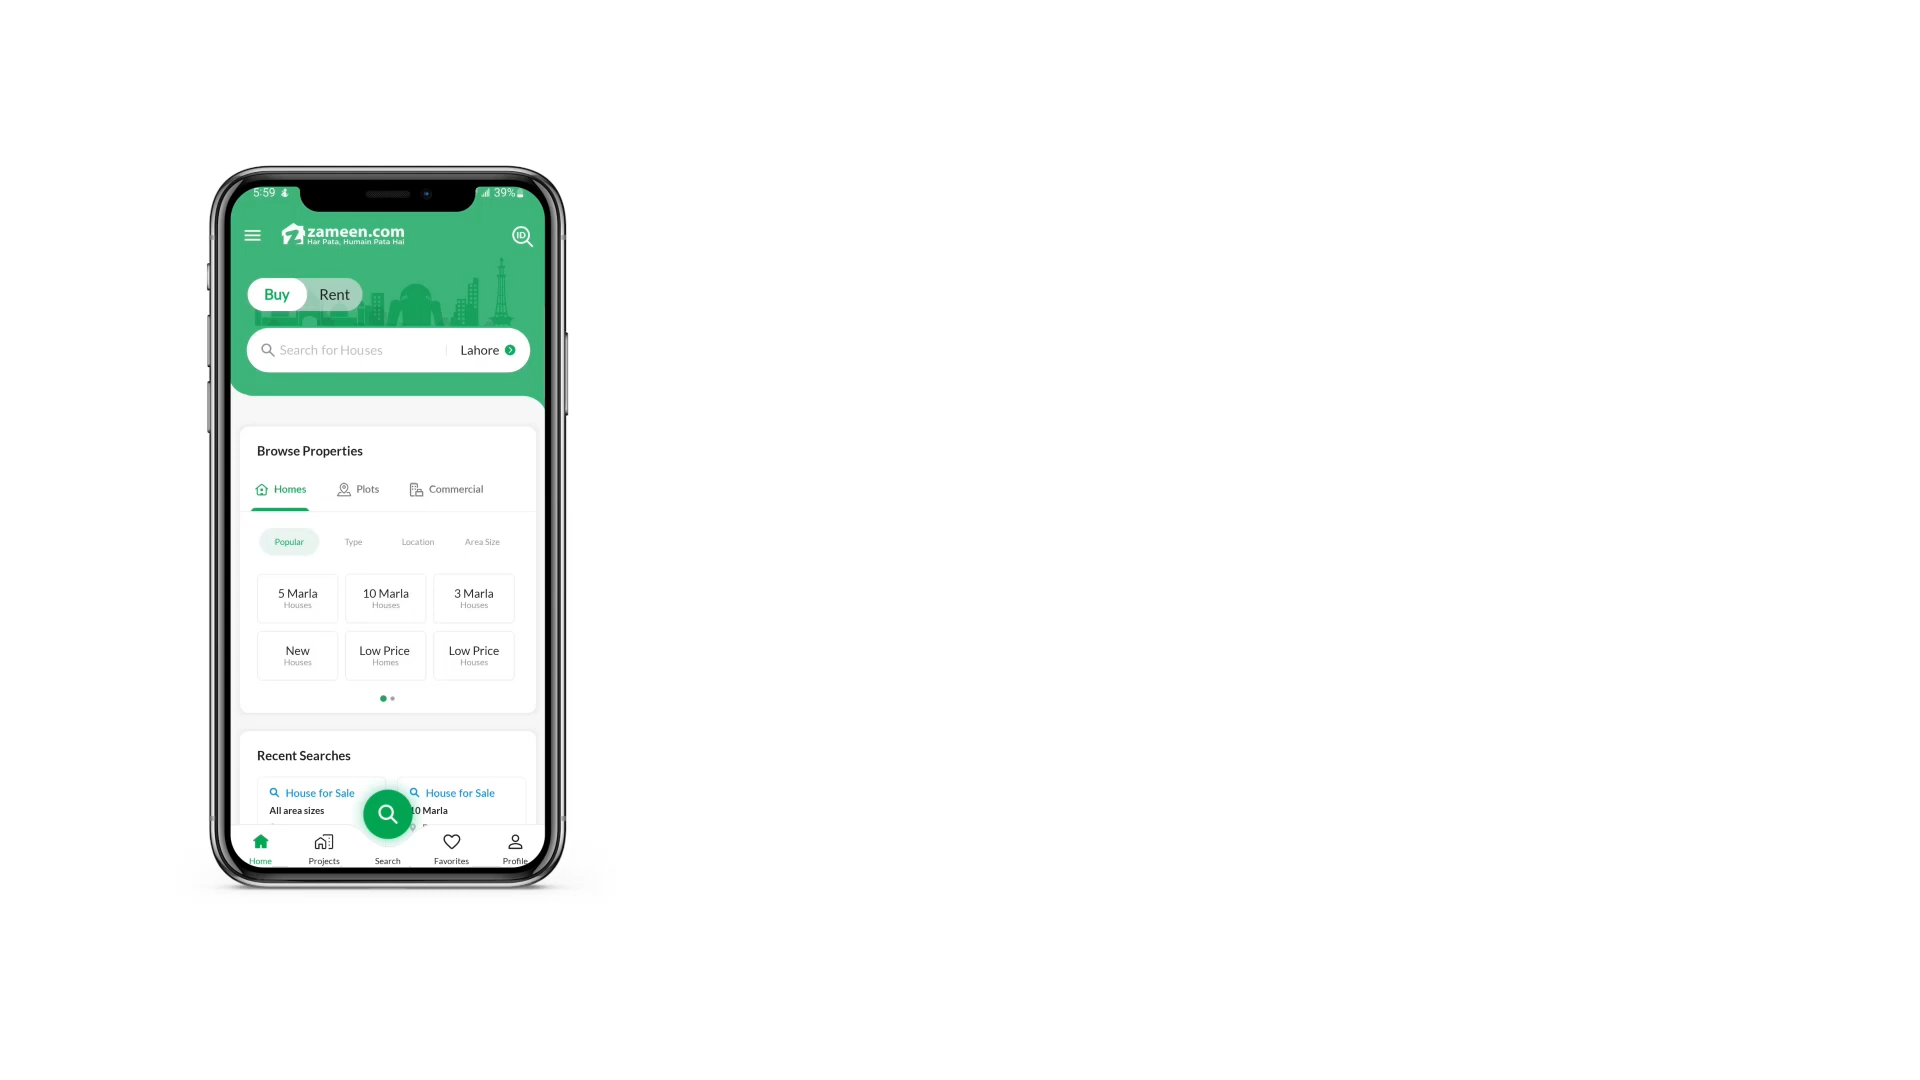 5:59
39%
zameen.com
Har Pata, Humain Pata Hai
ID
Buy Rent
Search for Houses
Lahore
Browse Properties
Homes Plots Commercial
Popular Type Location Area Size
5 Marla 10 Marla 3 Marla
Houses Houses Houses
New Low Price Low Price
Houses Homes Houses
Recent Searches
House for Sale House for Sale
All area sizes 10 Marla
Home Projects Search Favorites Profile